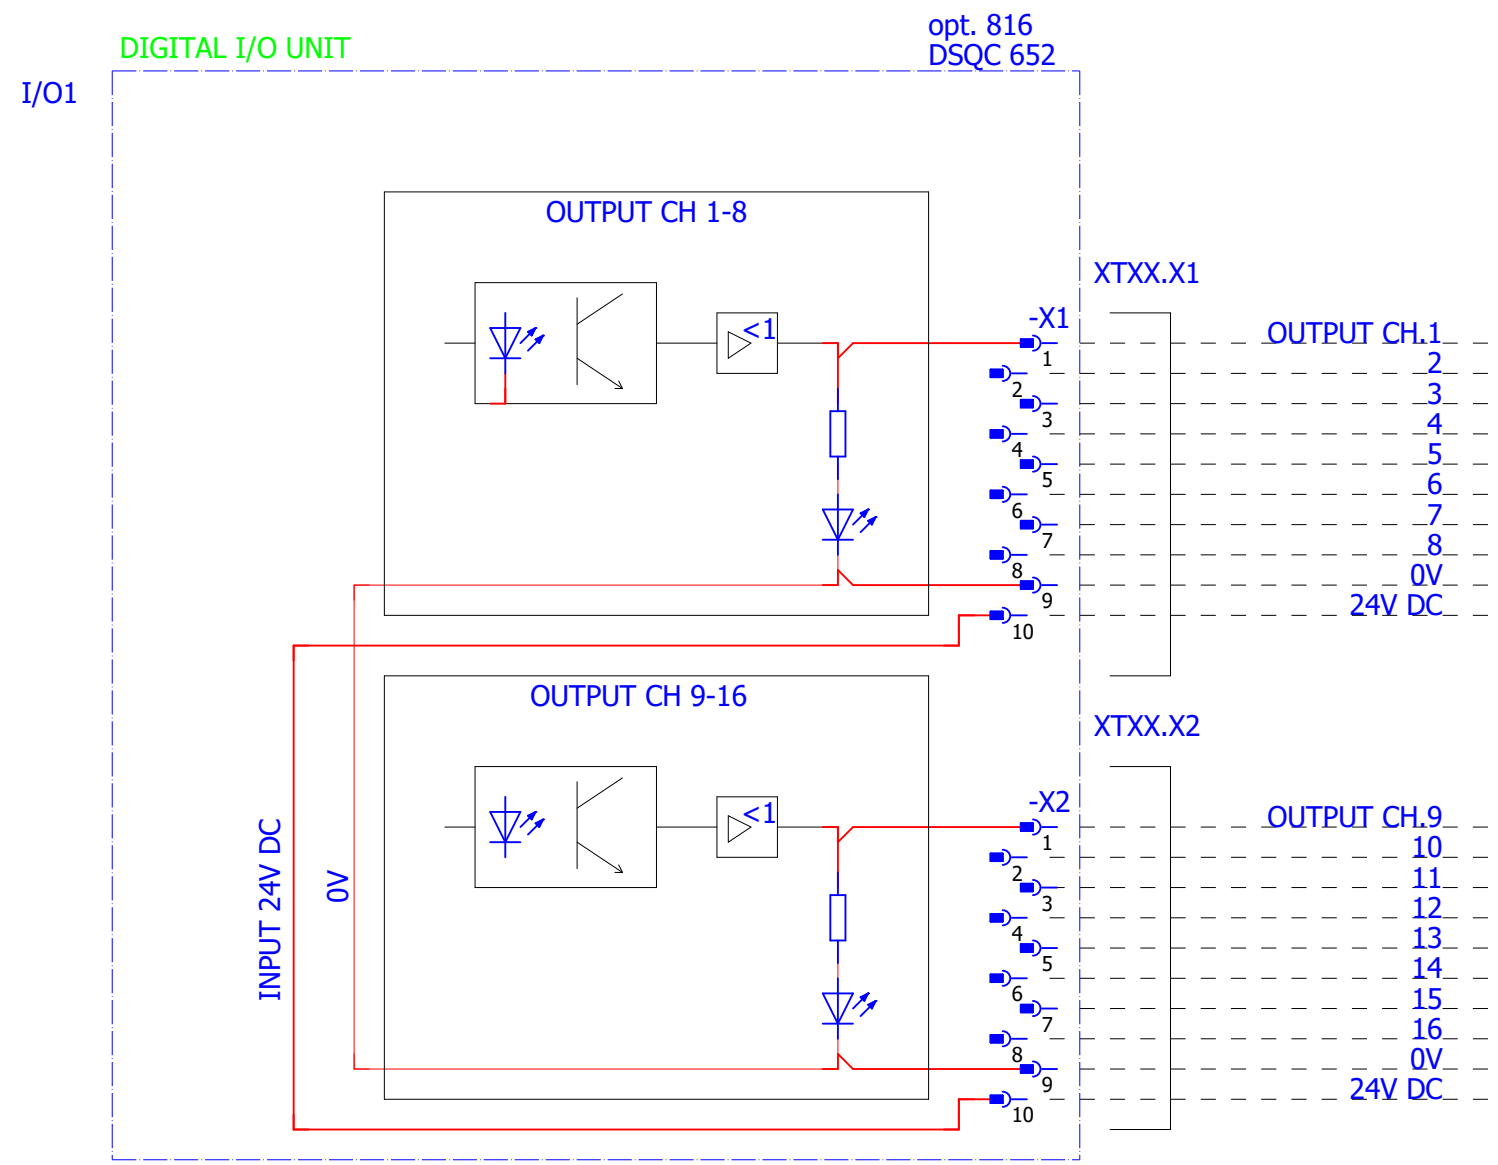 opt. 816
DSQC 652
DIGITAL I/O UNIT
I/O1
OUTPUT CH 1-8
<1
-X1
XTXX.X1
1 OUTPUT CH.1
2 2
3 3
4 4
5 5
6 6
7 7
8 8
9 0V
10 24V DC
INPUT 24V DC
0V
OUTPUT CH 9-16
<1
-X2
XTXX.X2
1 OUTPUT CH.9
2 10
3 11
4 12
5 13
6 14
7 15
8 16
9 0V
10 24V DC